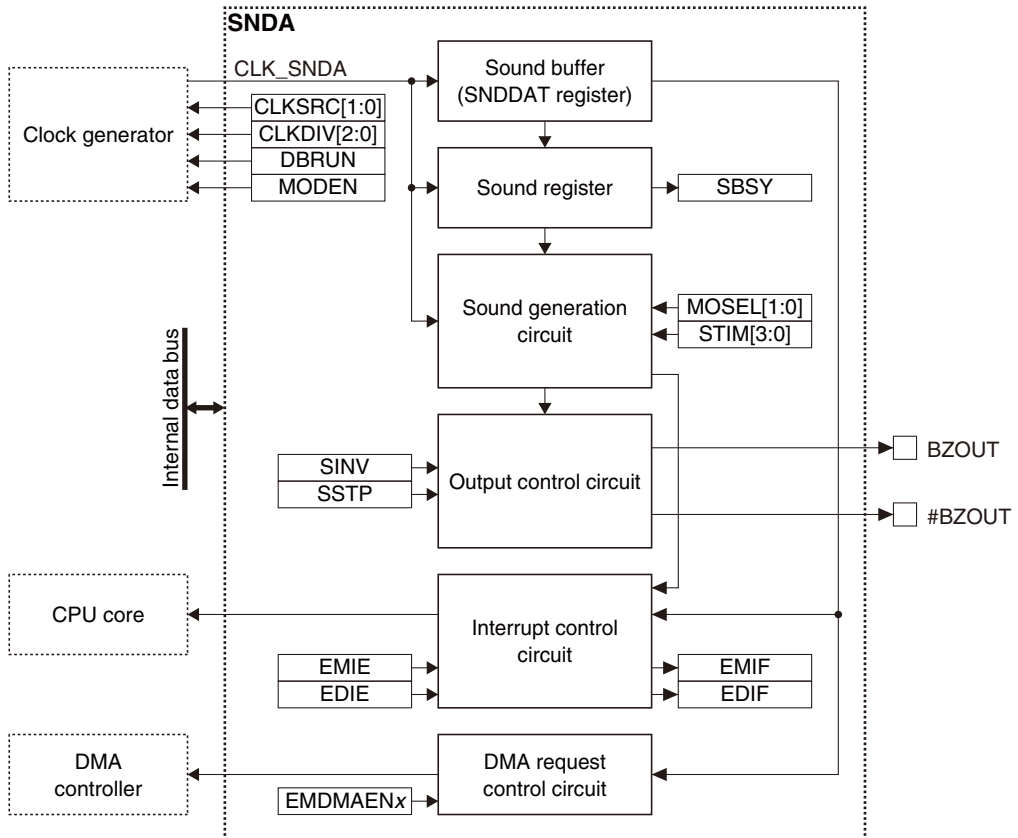 SNDA
CLK_SNDA
Clock generator
CLKSRC[1:0]
CLKDIV[2:0]
DBRUN
MODEN
Sound buffer
(SNDDAT register)
Sound register
SBSY
Sound generation
circuit
MOSEL[1:0]
STIM[3:0]
Internal data bus
SINV
SSTP
Output control circuit
BZOUT
#BZOUT
CPU core
Interrupt control
circuit
EMIE
EDIE
EMIF
EDIF
DMA
controller
DMA request
control circuit
EMDMAENx